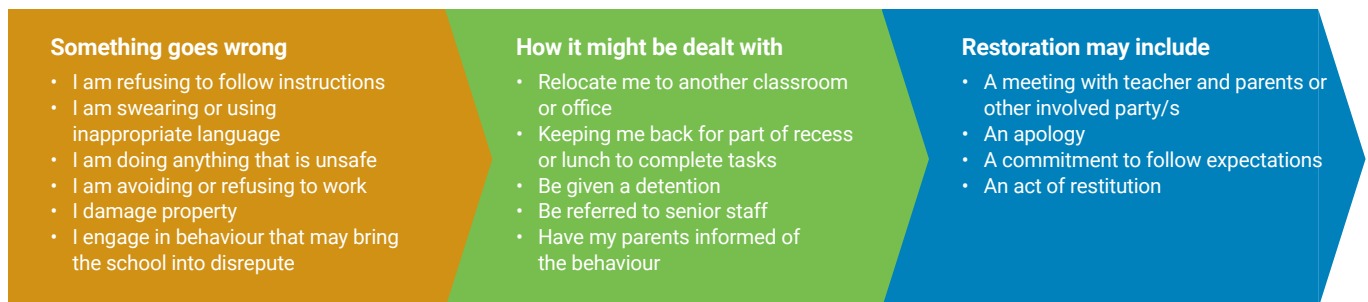 Something goes wrong
• I am refusing to follow instructions
• I am swearing or using
inappropriate language
• I am doing anything that is unsafe
• I am avoiding or refusing to work
• I damage property
• I engage in behaviour that may bring
the school into disrepute
How it might be dealt with
• Relocate me to another classroom
or office
• Keeping me back for part of recess
or lunch to complete tasks
• Be given a detention
• Be referred to senior staff
• Have my parents informed of
the behaviour
Restoration may include
• A meeting with teacher and parents or
other involved party/s
• An apology
• A commitment to follow expectations
• An act of restitution